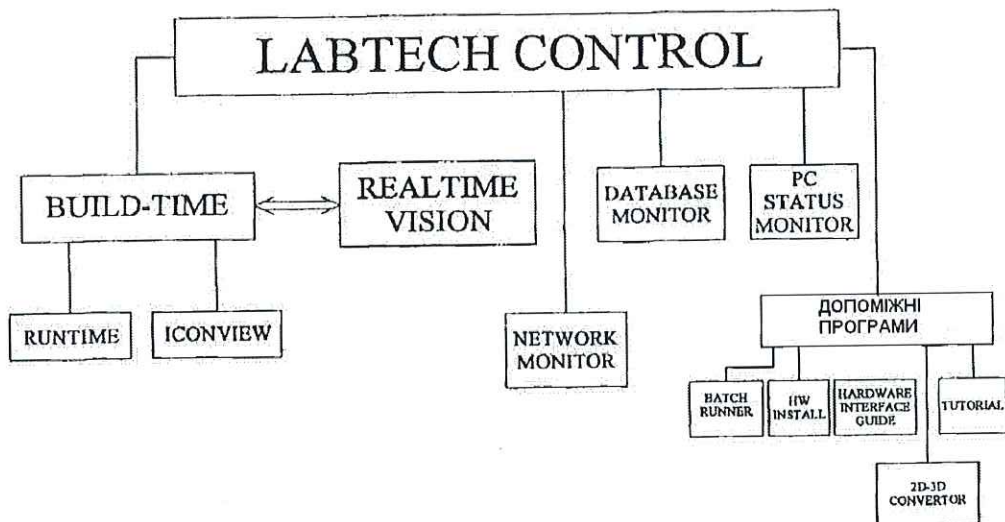 LABTECH CONTROL
BUILD-TIME
REALTIME
VISION
DATABASE
MONITOR
PC
STATUS
MONITOR
RUNTIME
ICONVIEW
NETWORK
MONITOR
ДОПОМІЖНІ
ПРОГРАМИ
BATCH
RUNNER
HW
INSTALL
HARDWARE
INTERFACE
GUIDE
TUTORIAL
2D-3D
CONVERTOR